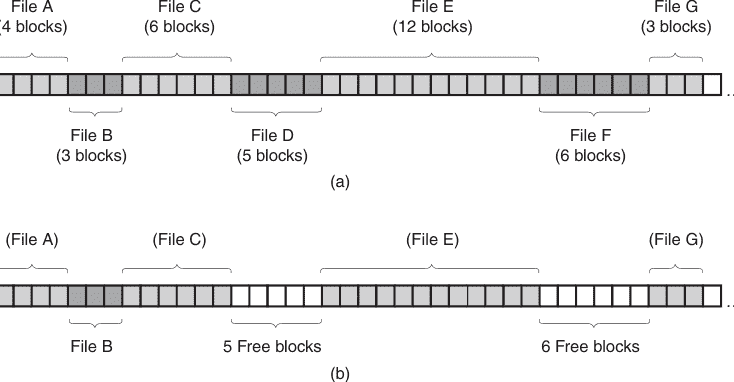 File A
(4 blocks)
File C
(6 blocks)
File E
(12 blocks)
File G
(3 blocks)
...
File B
(3 blocks)
File D
(5 blocks)
File F
(6 blocks)
(a)
(File A)
(File C)
(File E)
(File G)
...
File B
5 Free blocks
6 Free blocks
(b)